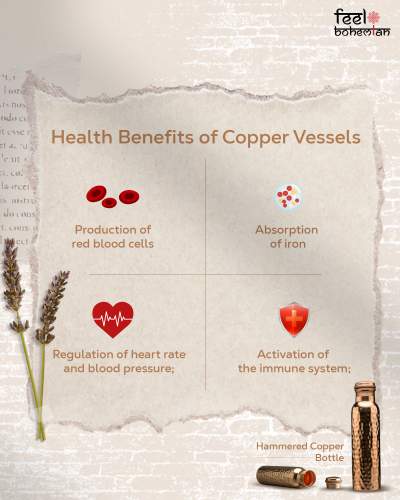 feel
bohemian
Health Benefits of Copper Vessels
Production of
red blood cells
Absorption
of iron
Regulation of heart rate
and blood pressure;
Activation of
the immune system;
Hammered Copper
Bottle